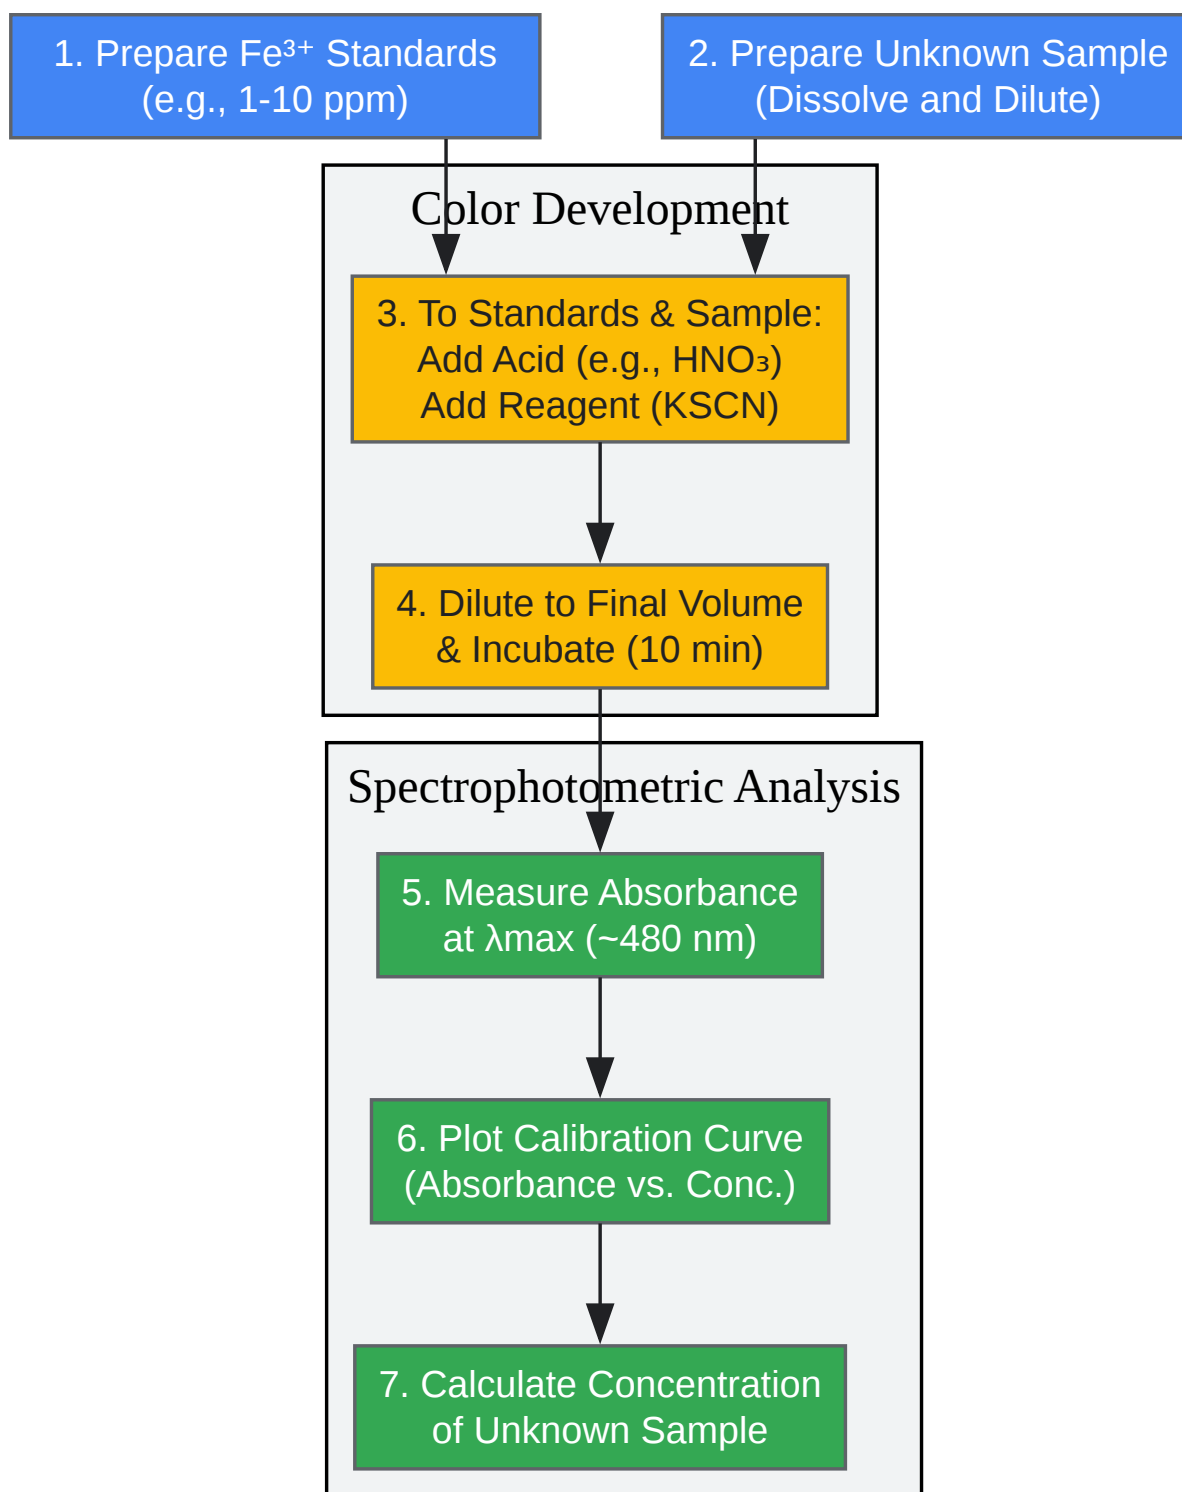 1. Prepare Fe³⁺ Standards
(e.g., 1-10 ppm)
2. Prepare Unknown Sample
(Dissolve and Dilute)
Color Development
3. To Standards & Sample:
Add Acid (e.g., HNO₃)
Add Reagent (KSCN)
4. Dilute to Final Volume
& Incubate (10 min)
Spectrophotometric Analysis
5. Measure Absorbance
at λmax (~480 nm)
6. Plot Calibration Curve
(Absorbance vs. Conc.)
7. Calculate Concentration
of Unknown Sample